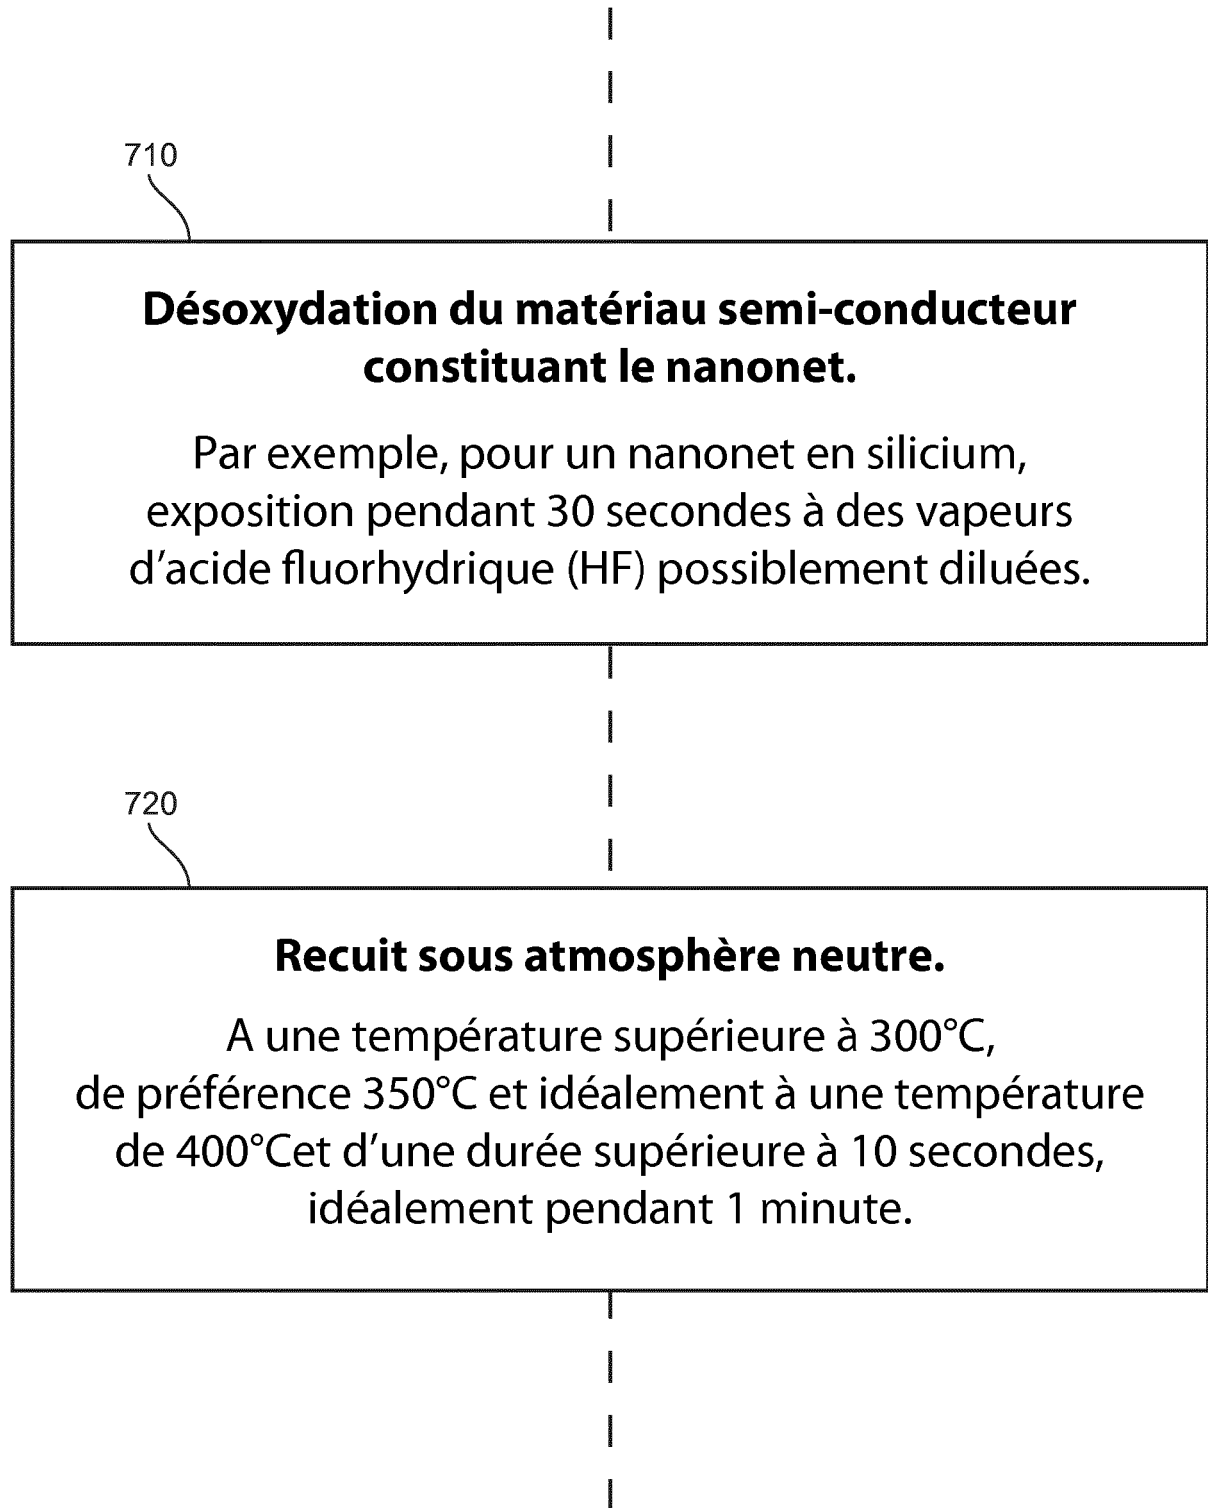 710
Désoxydation du matériau semi-conducteur
constituant le nanonet.
Par exemple, pour un nanonet en silicium,
exposition pendant 30 secondes à des vapeurs
d’acide fluorhydrique (HF) possiblement diluées.
720
Recuit sous atmosphère neutre.
A une température supérieure à 300°C,
de préférence 350°C et idéalement à une température
de 400°Cet d’une durée supérieure à 10 secondes,
idéalement pendant 1 minute.